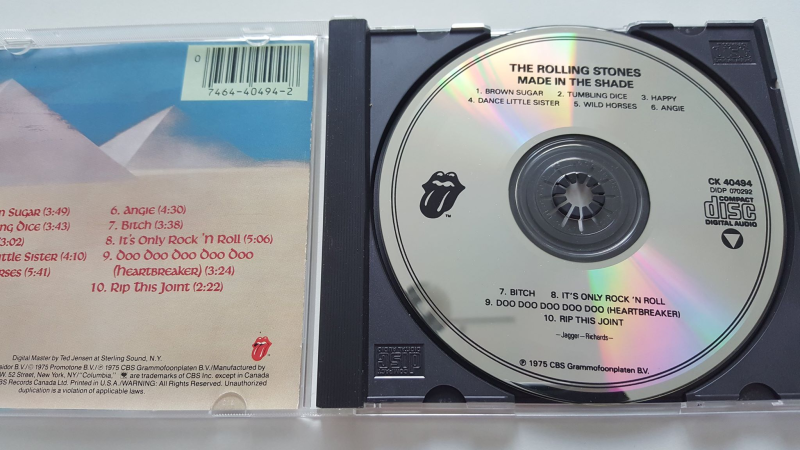 0
7464-40494-2
n Sugar (3:49)
ng Dice (3:43)
3:02)
ttle Sister (4:10)
rses (5:41)
6. Angie (4:30)
7. Bitch (3:38)
8. It's Only Rock 'N Roll (5:06)
9. Doo Doo Doo Doo Doo
(Heartbreaker) (3:24)
10. Rip This Joint (2:22)
Digital Master by Ted Jensen at Sterling Sound, N.Y.
aidor B.V./© 1975 Promotone B.V./℗ 1975 CBS Grammofoonplaten B.V./Manufactured by
W. 52 Street, New York, NY/"Columbia," are trademarks of CBS Inc. except in Canada
BS Records Canada Ltd. Printed in U.S.A./WARNING: All Rights Reserved. Unauthorized
duplication is a violation of applicable laws.
THE ROLLING STONES
MADE IN THE SHADE
1. BROWN SUGAR 2. TUMBLING DICE 3. HAPPY
4. DANCE LITTLE SISTER 5. WILD HORSES 6. ANGIE
TM
CK 40494
DIDP 070292
COMPACT
disc
DIGITAL AUDIO
7. BITCH 8. IT'S ONLY ROCK 'N ROLL
9. DOO DOO DOO DOO DOO (HEARTBREAKER)
10. RIP THIS JOINT
—Jagger—Richards—
℗ 1975 CBS Grammofoonplaten B.V.